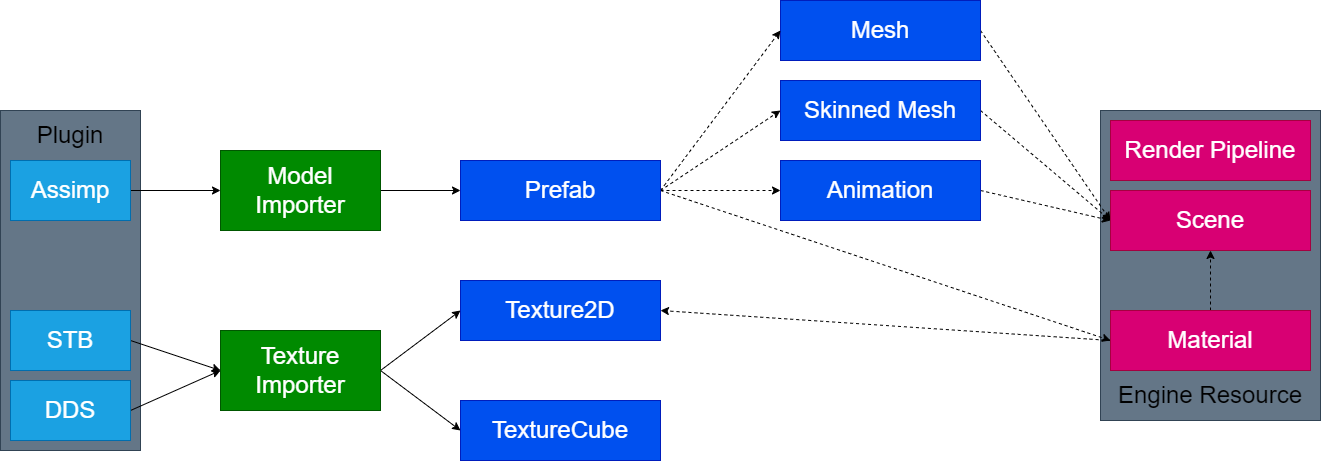 Plugin
Assimp
STB
DDS
Model
Importer
Texture
Importer
Prefab
Texture2D
TextureCube
Mesh
Skinned Mesh
Animation
Render Pipeline
Scene
Material
Engine Resource